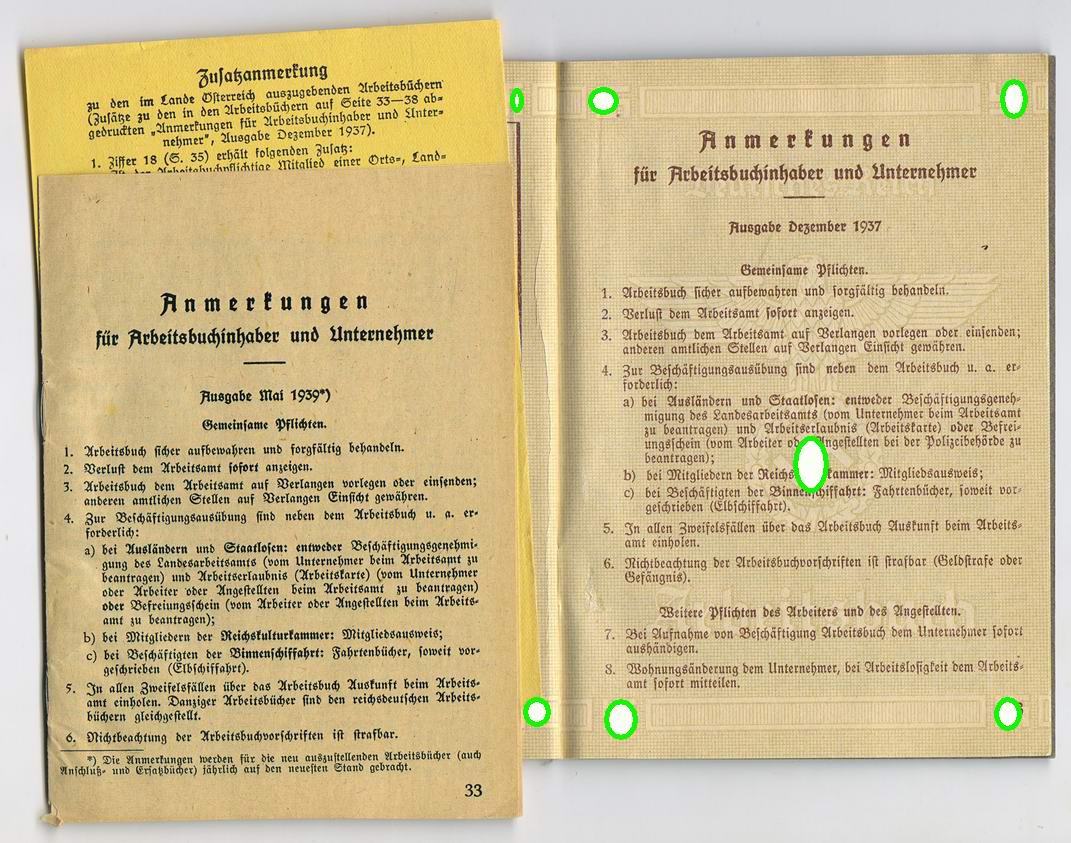 Zusatzanmerkung
zu den im Lande Österreich auszugebenden Arbeitsbüchern
(Zusätze zu den in den Arbeitsbüchern auf Seite 33—38 ab-
gedruckten „Anmerkungen für Arbeitsbuchinhaber und Unter-
nehmer", Ausgabe Dezember 1937).
1. Ziffer 18 (S. 35) erhält folgenden Zusatz:
Ist der Arbeitsbuchpflichtige Mitglied einer Orts-, Land-
Anmerkungen
für Arbeitsbuchinhaber und Unternehmer
Ausgabe Mai 1939*)
Gemeinsame Pflichten.
1. Arbeitsbuch sicher aufbewahren und sorgfältig behandeln.
2. Verlust dem Arbeitsamt sofort anzeigen.
3. Arbeitsbuch dem Arbeitsamt auf Verlangen vorlegen oder einsenden;
anderen amtlichen Stellen auf Verlangen Einsicht gewähren.
4. Zur Beschäftigungsausübung sind neben dem Arbeitsbuch u. a. er-
forderlich:
a) bei Ausländern und Staatlosen: entweder Beschäftigungsgenehmi-
gung des Landesarbeitsamts (vom Unternehmer beim Arbeitsamt zu
beantragen) und Arbeitserlaubnis (Arbeitskarte) (vom Unternehmer
oder Arbeiter oder Angestellten beim Arbeitsamt zu beantragen)
oder Befreiungsschein (vom Arbeiter oder Angestellten beim Arbeits-
amt zu beantragen);
b) bei Mitgliedern der Reichskulturkammer: Mitgliedsausweis;
c) bei Beschäftigten der Binnenschiffahrt: Fahrtenbücher, soweit vor-
geschrieben (Elbschiffahrt).
5. In allen Zweifelsfällen über das Arbeitsbuch Auskunft beim Arbeits-
amt einholen. Danziger Arbeitsbücher sind den reichsdeutschen Arbeits-
büchern gleichgestellt.
6. Nichtbeachtung der Arbeitsbuchvorschriften ist strafbar.
*) Die Anmerkungen werden für die neu auszustellenden Arbeitsbücher (auch
Anschluß- und Ersatzbücher) jährlich auf den neuesten Stand gebracht.
33
Anmerkungen
für Arbeitsbuchinhaber und Unternehmer
Deutsches Reich
Ausgabe Dezember 1937
Gemeinsame Pflichten.
1. Arbeitsbuch sicher aufbewahren und sorgfältig behandeln.
2. Verlust dem Arbeitsamt sofort anzeigen.
3. Arbeitsbuch dem Arbeitsamt auf Verlangen vorlegen oder einsenden;
anderen amtlichen Stellen auf Verlangen Einsicht gewähren.
4. Zur Beschäftigungsausübung sind neben dem Arbeitsbuch u. a. er-
forderlich:
a) bei Ausländern und Staatlosen: entweder Beschäftigungsgeneh-
migung des Landesarbeitsamts (vom Unternehmer beim Arbeitsamt
zu beantragen) und Arbeitserlaubnis (Arbeitskarte) oder Befrei-
ungsschein (vom Arbeiter oder Angestellten bei der Polizeibehörde zu
beantragen);
b) bei Mitgliedern der Reichs kammer: Mitgliedsausweis;
c) bei Beschäftigten der Binnenschiffahrt: Fahrtenbücher, soweit vor-
geschrieben (Elbschiffahrt).
5. In allen Zweifelsfällen über das Arbeitsbuch Auskunft beim Arbeits-
amt einholen.
6. Nichtbeachtung der Arbeitsbuchvorschriften ist strafbar (Geldstrafe oder
Gefängnis).
Arbeitsbuch
Weitere Pflichten des Arbeiters und des Angestellten.
7. Bei Aufnahme von Beschäftigung Arbeitsbuch dem Unternehmer sofort
aushändigen.
8. Wohnungsänderung dem Unternehmer, bei Arbeitslosigkeit dem Arbeits-
amt sofort mitteilen.